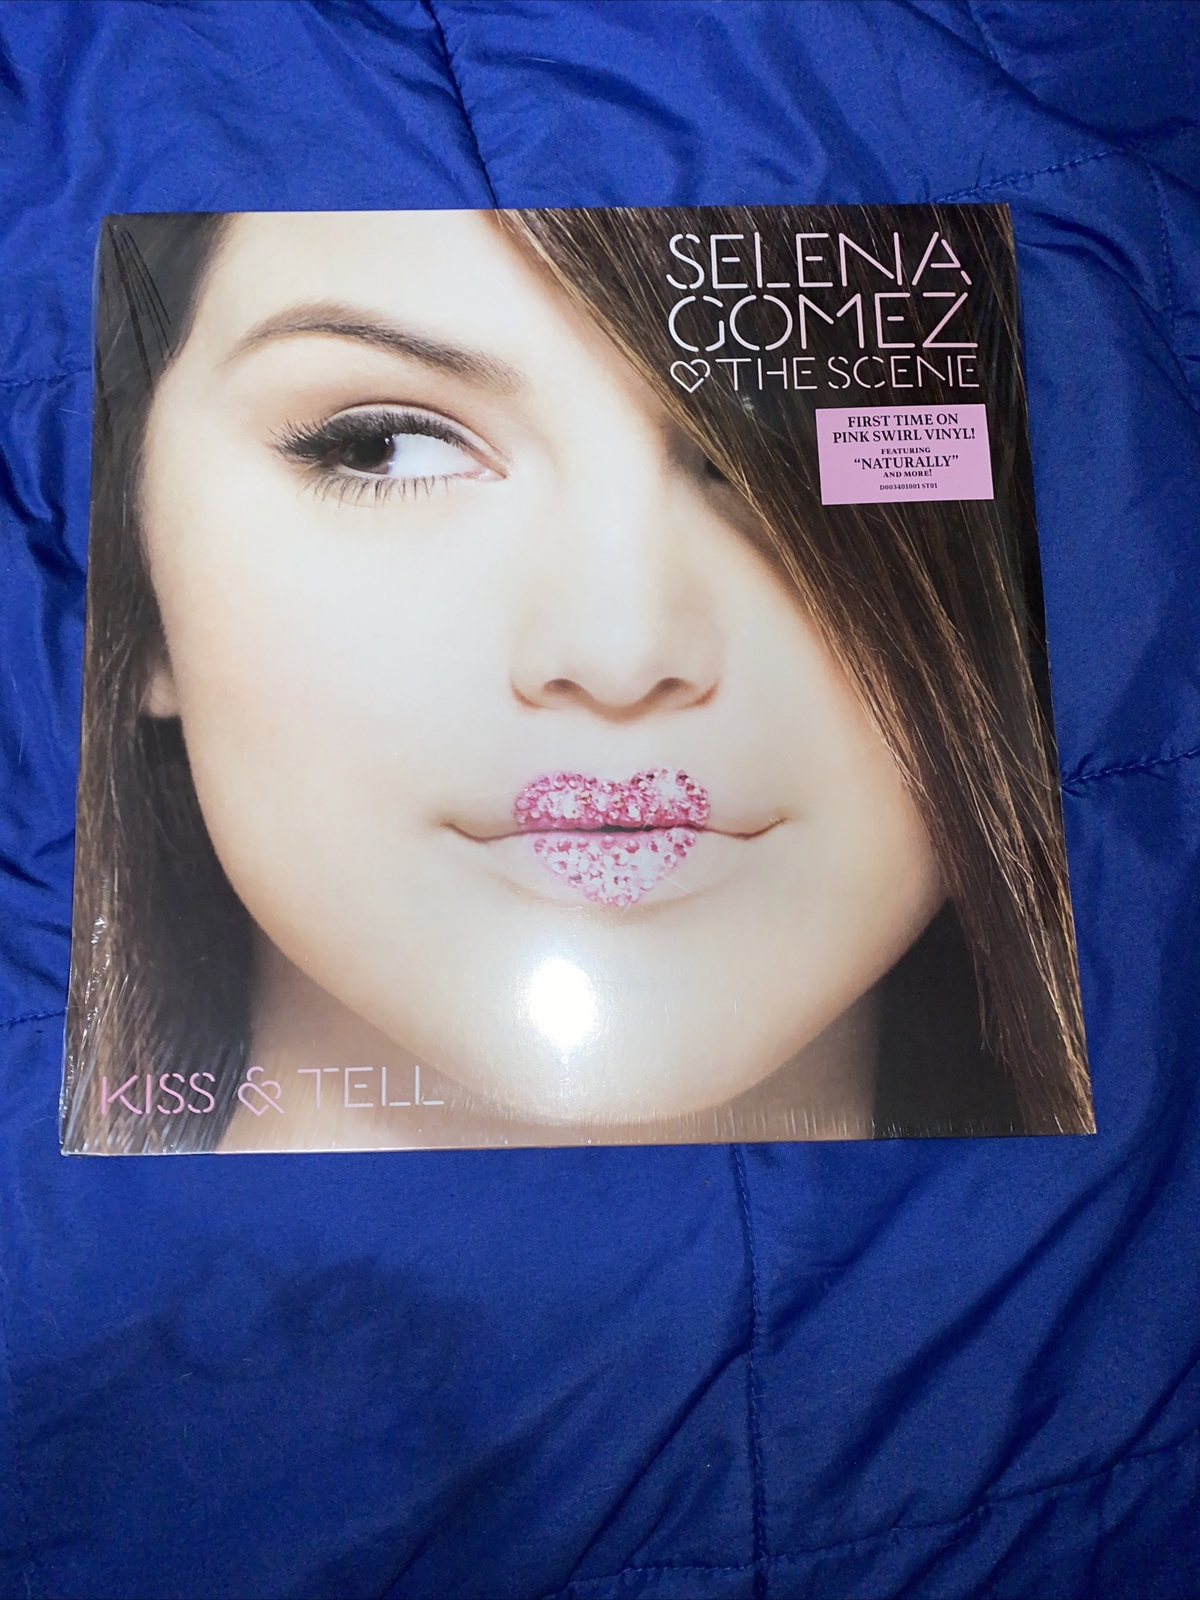 SELENA
GOMEZ
♡ THE SCENE
FIRST TIME ON
PINK SWIRL VINYL!
FEATURING
“NATURALLY”
AND MORE!
D003401001 ST01
KISS & TELL